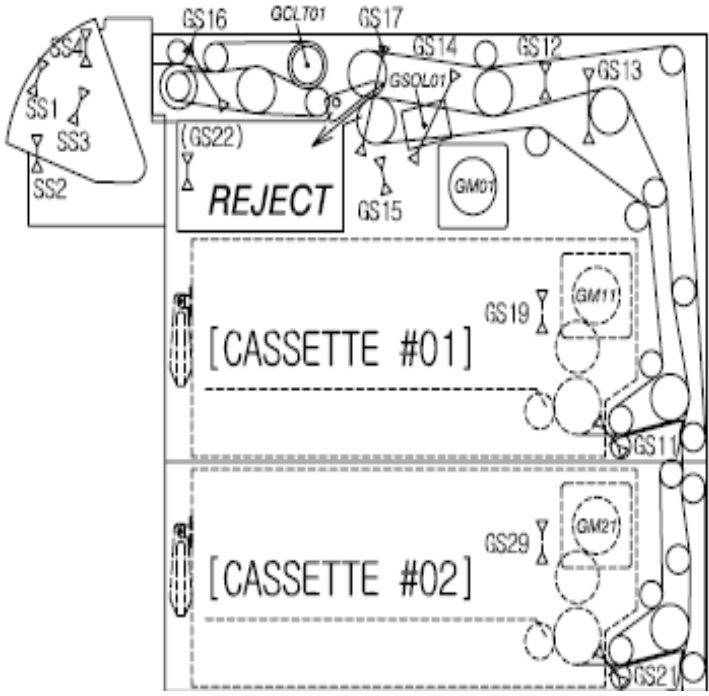 GS16
GCLT01
GS17
SS4
GS14
GS12
GS13
GSOL01
SS1
SS3
(GS22)
SS2
REJECT
GS15
GM01
GS19
GM11
[CASSETTE #01]
GS11
GS29
GM21
[CASSETTE #02]
GS21